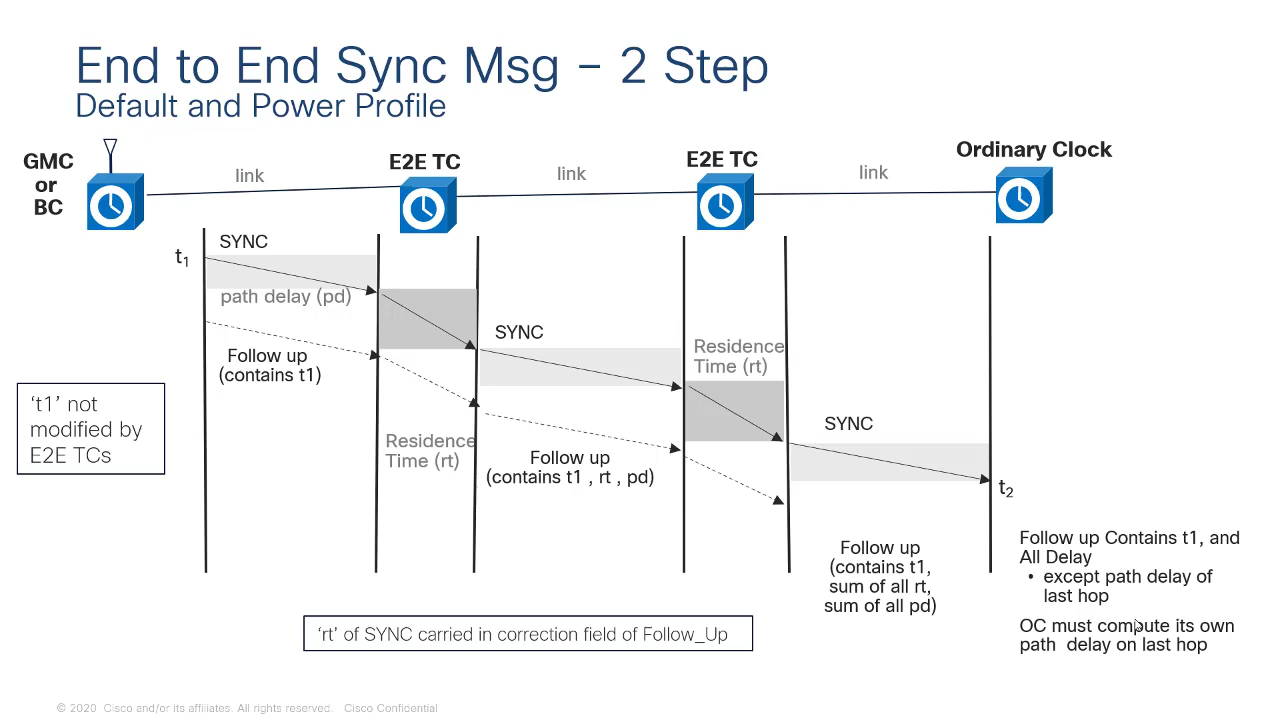 End to End Sync Msg – 2 Step
Default and Power Profile
GMC
or
BC
link
E2E TC
link
E2E TC
link
Ordinary Clock
t1
SYNC
path delay (pd)
Follow up
(contains t1)
‘t1’ not
modified by
E2E TCs
Residence
Time (rt)
SYNC
Follow up
(contains t1 , rt , pd)
Residence
Time (rt)
SYNC
t2
Follow up
(contains t1,
sum of all rt,
sum of all pd)
Follow up Contains t1, and
All Delay
• except path delay of
last hop
OC must compute its own
path delay on last hop
‘rt’ of SYNC carried in correction field of Follow_Up
© 2020 Cisco and/or its affiliates. All rights reserved. Cisco Confidential